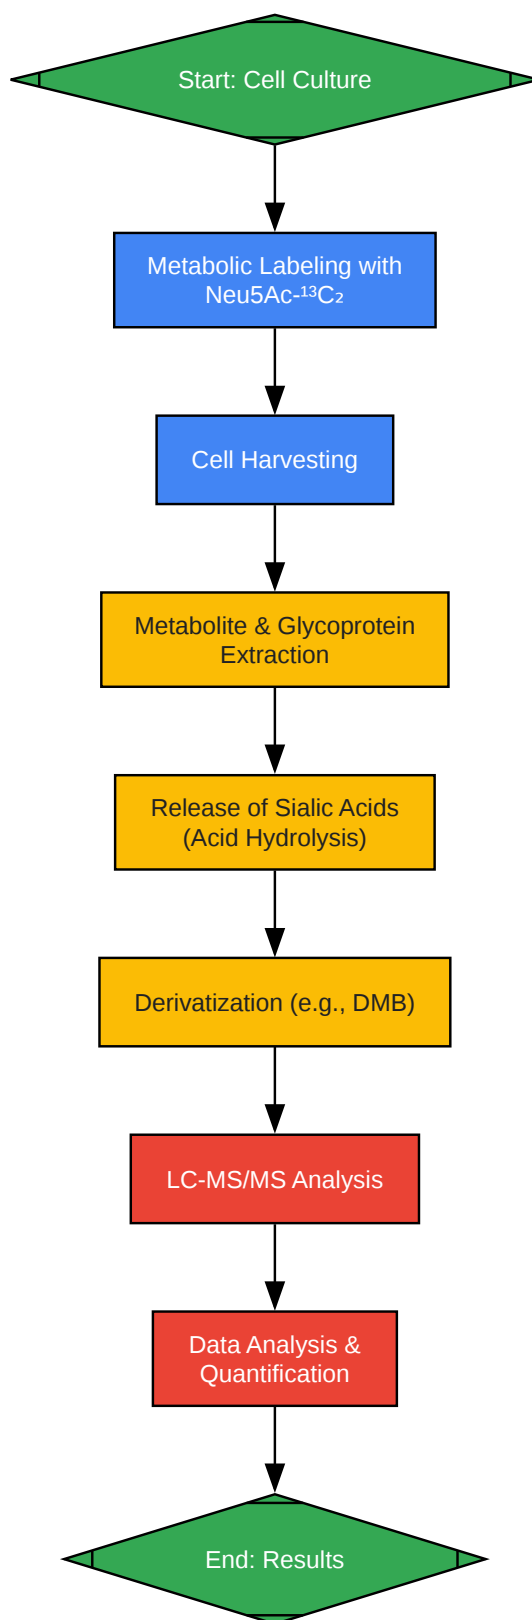 Start: Cell Culture
Metabolic Labeling with
Neu5Ac-¹³C₂
Cell Harvesting
Metabolite & Glycoprotein
Extraction
Release of Sialic Acids
(Acid Hydrolysis)
Derivatization (e.g., DMB)
LC-MS/MS Analysis
Data Analysis &
Quantification
End: Results